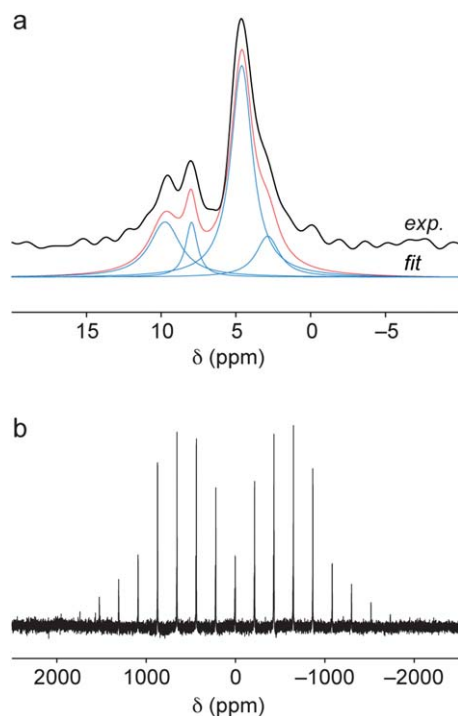 a
exp.
fit
15 10 5 0 –5
δ (ppm)
b
2000 1000 0 –1000 –2000
δ (ppm)